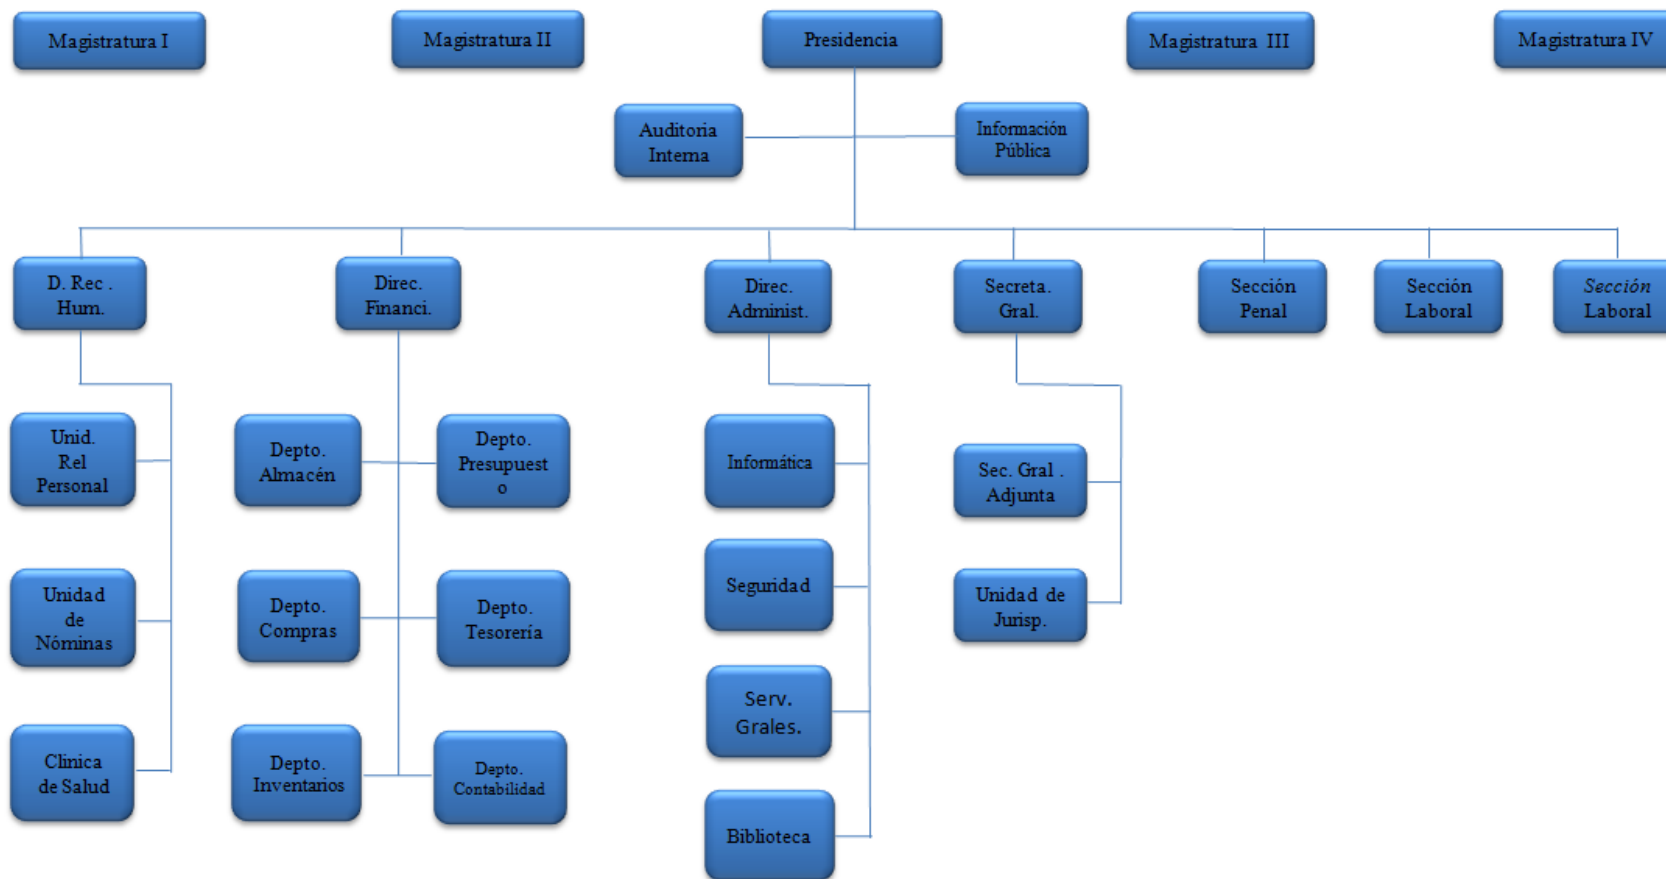 Magistratura I
Magistratura II
Presidencia
Magistratura III
Magistratura IV
Auditoria
Interna
Información
Pública
D. Rec .
Hum.
Direc.
Financi.
Direc.
Administ.
Secreta.
Gral.
Sección
Penal
Sección
Laboral
Sección
Laboral
Unid.
Rel
Personal
Depto.
Almacén
Depto.
Presupuest
o
Informática
Sec. Gral .
Adjunta
Unidad
de
Nóminas
Depto.
Compras
Depto.
Tesorería
Seguridad
Unidad de
Jurisp.
Clinica
de Salud
Depto.
Inventarios
Depto.
Contabilidad
Serv.
Grales.
Biblioteca